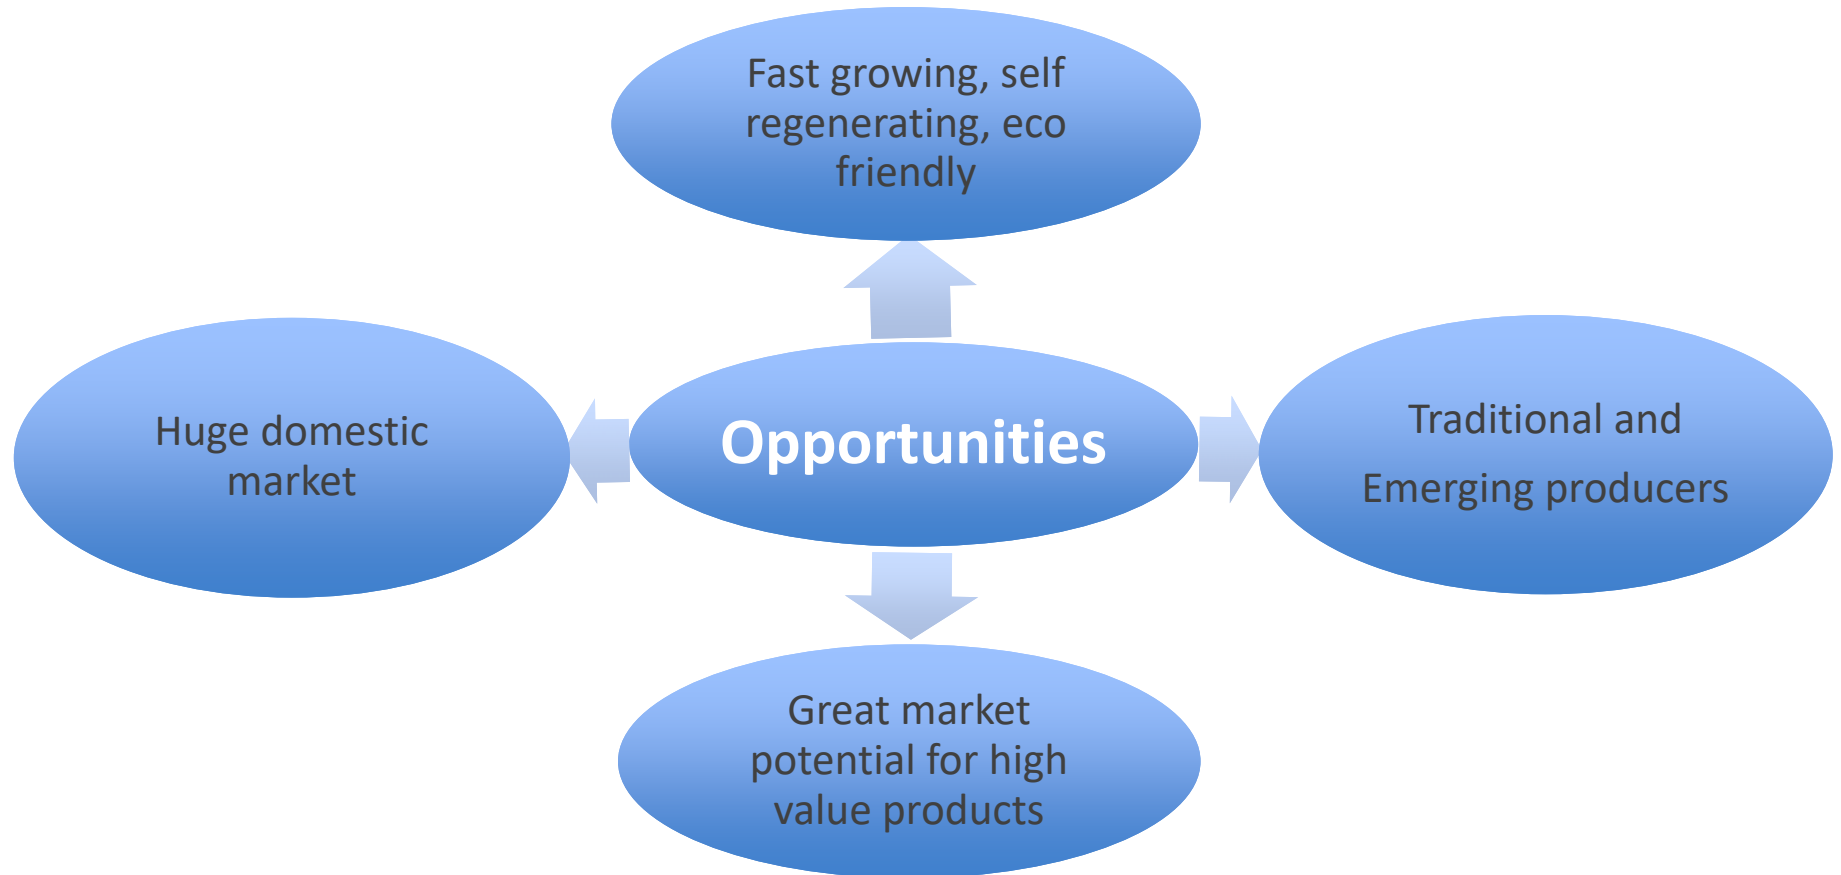 Fast growing, self
regenerating, eco
friendly
Huge domestic
market
Opportunities
Traditional and
Emerging producers
Great market
potential for high
value products